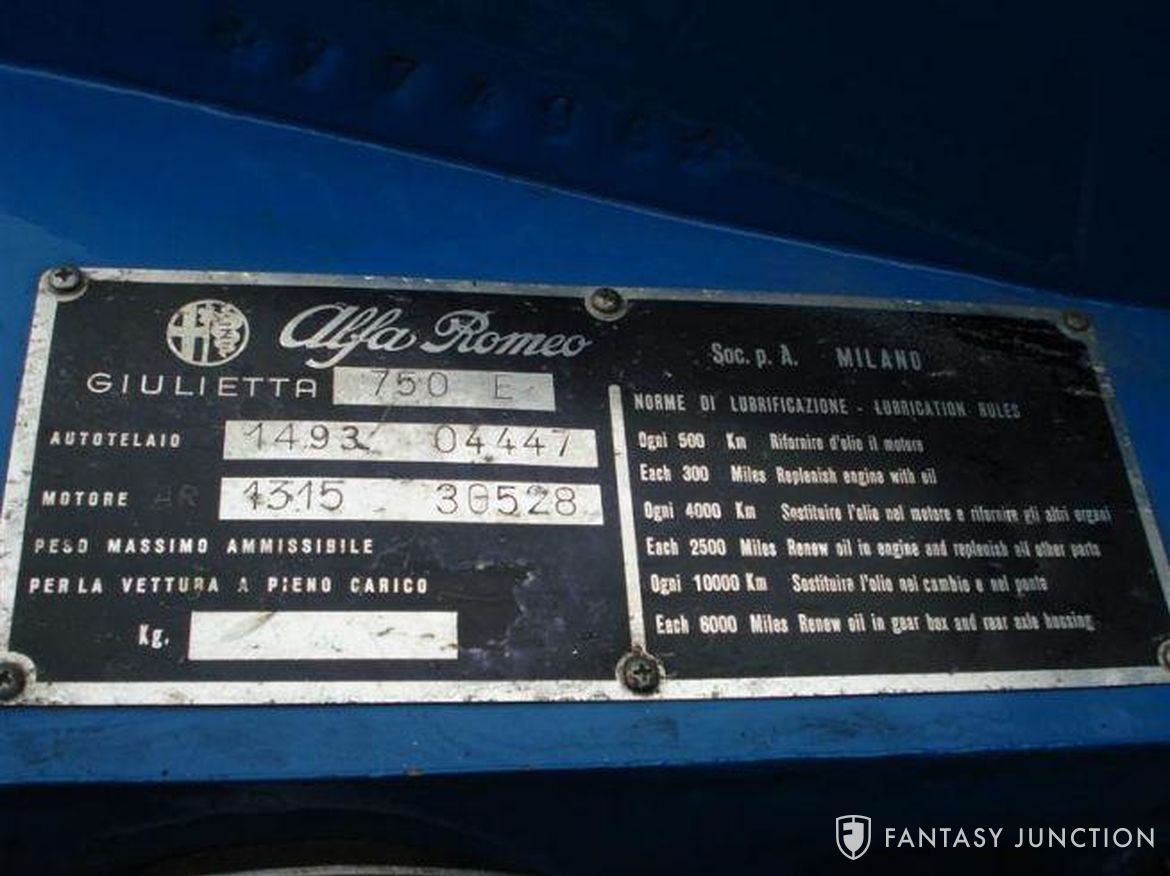 Alfa Romeo
GIULIETTA 750 E
AUTOTELAIO 1493 04447
MOTORE AR 1315 30528
PESO MASSIMO AMMISSIBILE
PER LA VETTURA A PIENO CARICO
Kg.
Soc. p. A. MILANO
NORME DI LUBRIFICAZIONE - LUBRICATION RULES
Ogni 500 Km Rifornire d'olio il motore
Each 300 Miles Replenish engine with oil
Ogni 4000 Km Sostituire l'olio nel motore e rifornire gli altri organi
Each 2500 Miles Renew oil in engine and replenish all other parts
Ogni 10000 Km Sostituire l'olio nel cambio e nel ponte
Each 6000 Miles Renew oil in gear box and rear axle housing
FANTASY JUNCTION